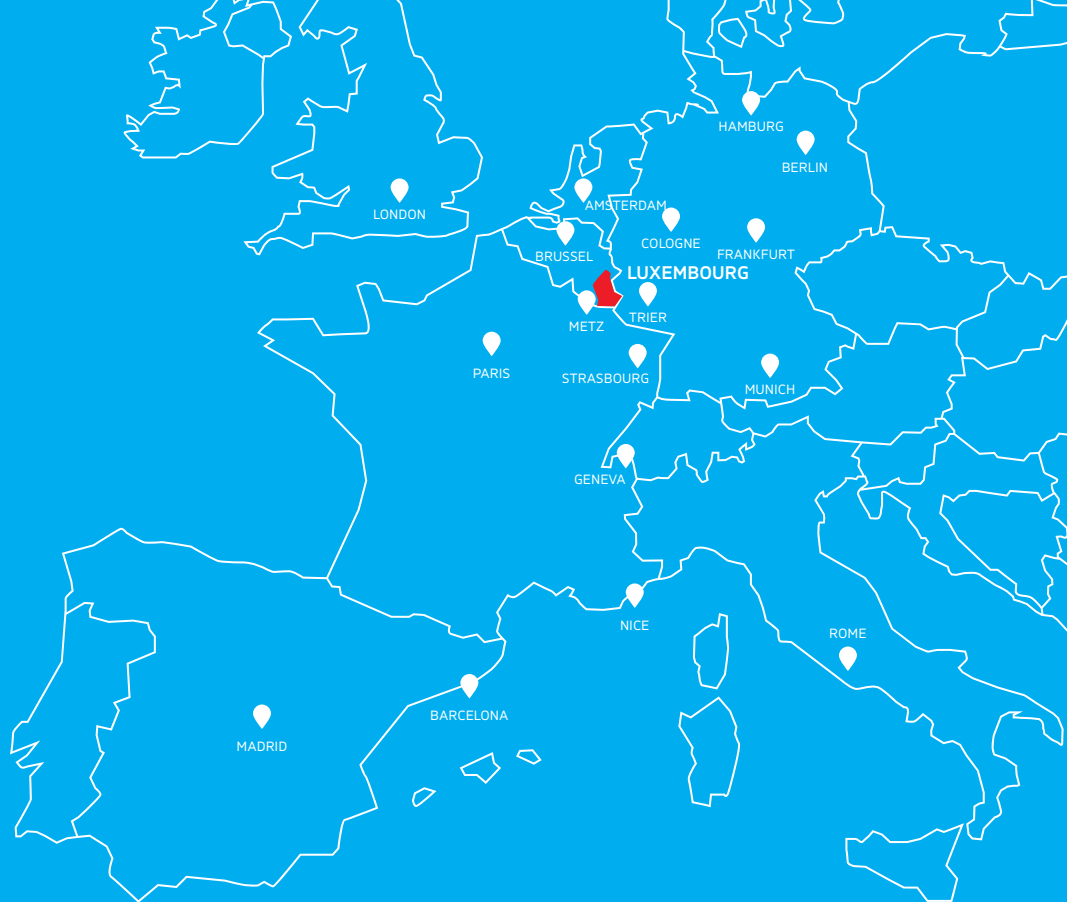 HAMBURG
BERLIN
LONDON
AMSTERDAM
COLOGNE
FRANKFURT
BRUSSEL
LUXEMBOURG
TRIER
METZ
PARIS
STRASBOURG
MUNICH
GENEVA
NICE
ROME
BARCELONA
MADRID